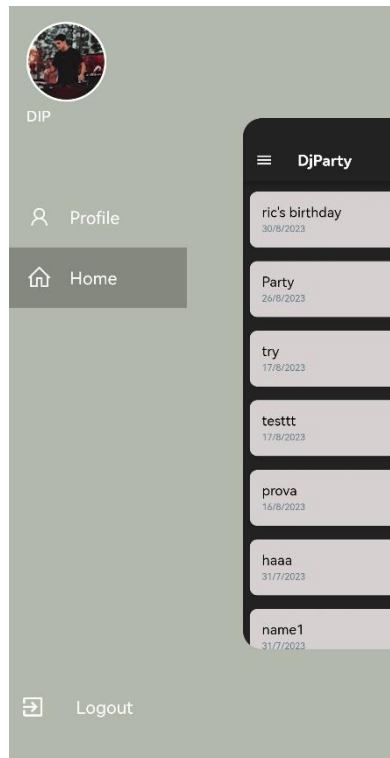 DIP
Profile
Home
Logout
DjParty
ric's birthday
30/8/2023
Party
26/8/2023
try
17/8/2023
testtt
17/8/2023
prova
16/8/2023
haaa
31/7/2023
name1
31/7/2023